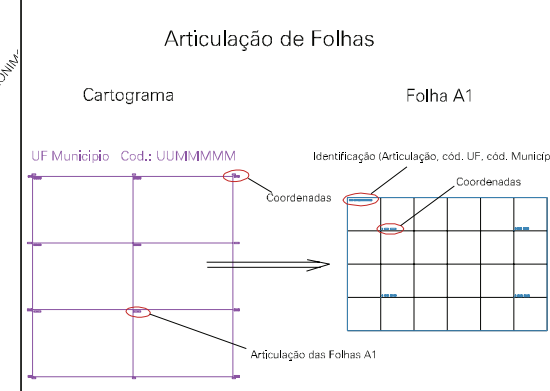 Articulação de Folhas
Cartograma
Folha A1
UF Municipio Cod.: UUMMMMM
Identificação (Articulação, cód. UF, cód. Municíp
Coordenadas
Coordenadas
Articulação das Folhas A1